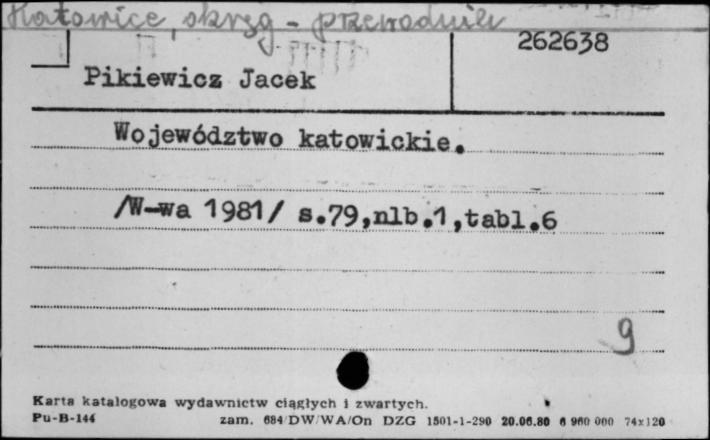 Katowice, okręg - przewodniki
262638
Pikiewicz Jacek
Województwo katowickie.
/W-wa 1981/ s.79,nlb.1,tabl.6
9
Karta katalogowa wydawnictw ciągłych i zwartych.
Pu-B-144 zam. 684/DW/WA/On DZG 1501-1-290 20.06.80 6 960 000 74x120